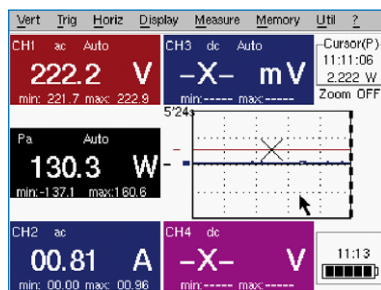 Vert Trig Horiz Display Measure Memory Util ?
CH1 ac Auto
222.2 V
min: 221.7 max: 222.9
CH3 dc Auto
-X- mV
min:----- max:-----
Cursor(P)
11:11:06
2.222 W
Zoom OFF
5'24s
Pa Auto
130.3 W
min:-137.1 max:160.6
CH2 ac
00.81 A
min: 00.00 max: 00.96
CH4 dc
-X- V
min:----- max:-----
11:13